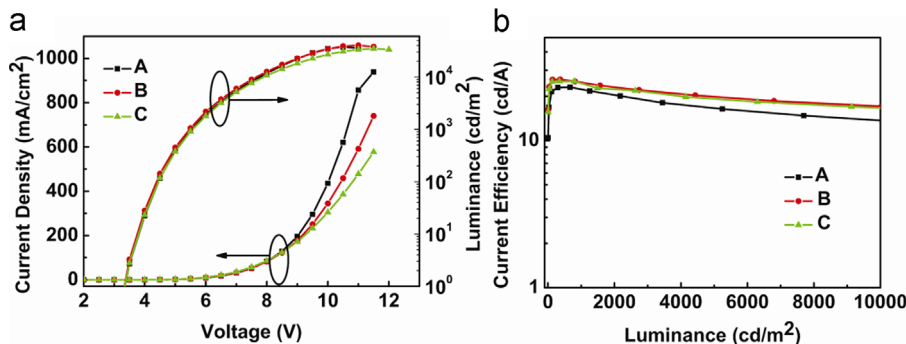 a
Current Density (mA/cm²)
1000
800
600
400
200
0
A
B
C
10⁴
10³
10²
10¹
10⁰
Luminance (cd/m²)
2 4 6 8 10 12
Voltage (V)
b
Current Efficiency (cd/A)
10
1
A
B
C
0 2000 4000 6000 8000 10000
Luminance (cd/m²)